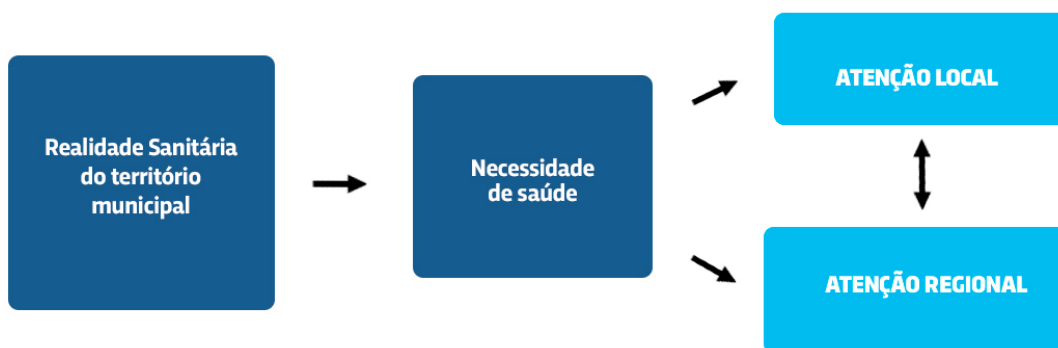 Realidade Sanitária
do território
municipal
Necessidade
de saúde
ATENÇÃO LOCAL
ATENÇÃO REGIONAL